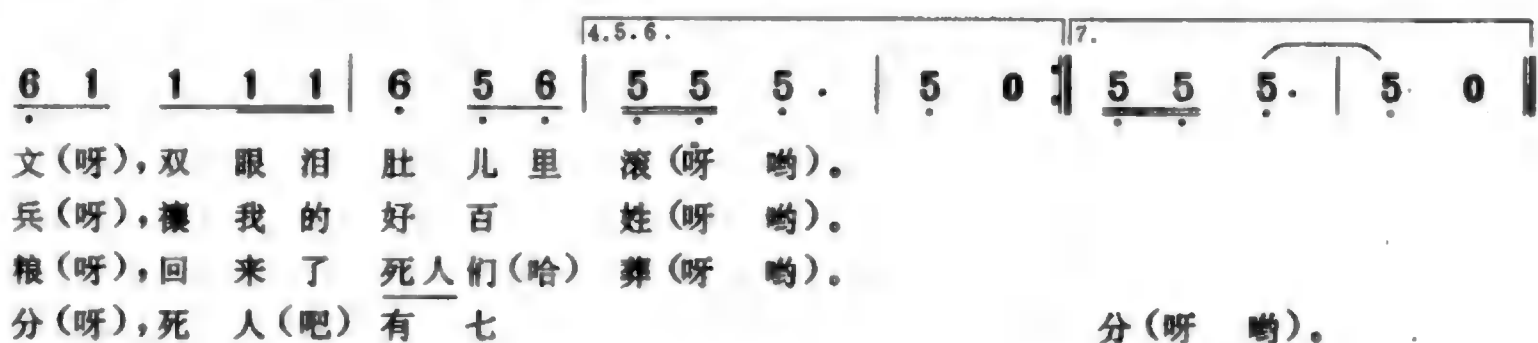 4.5.6. 7.
6 1 1 1 1 | 6 5 6 | 5 5 5. | 5 0 :‖ 5 5 5. | 5 0 ‖
文(呀),双 眼 泪 肚 儿 里 滚(呀 哟)。
兵(呀),禳 我 的 好 百 姓(呀 哟)。
粮(呀),回 来 了 死人们(哈) 葬(呀 哟)。
分(呀),死 人(吧) 有 七 分(呀 哟)。